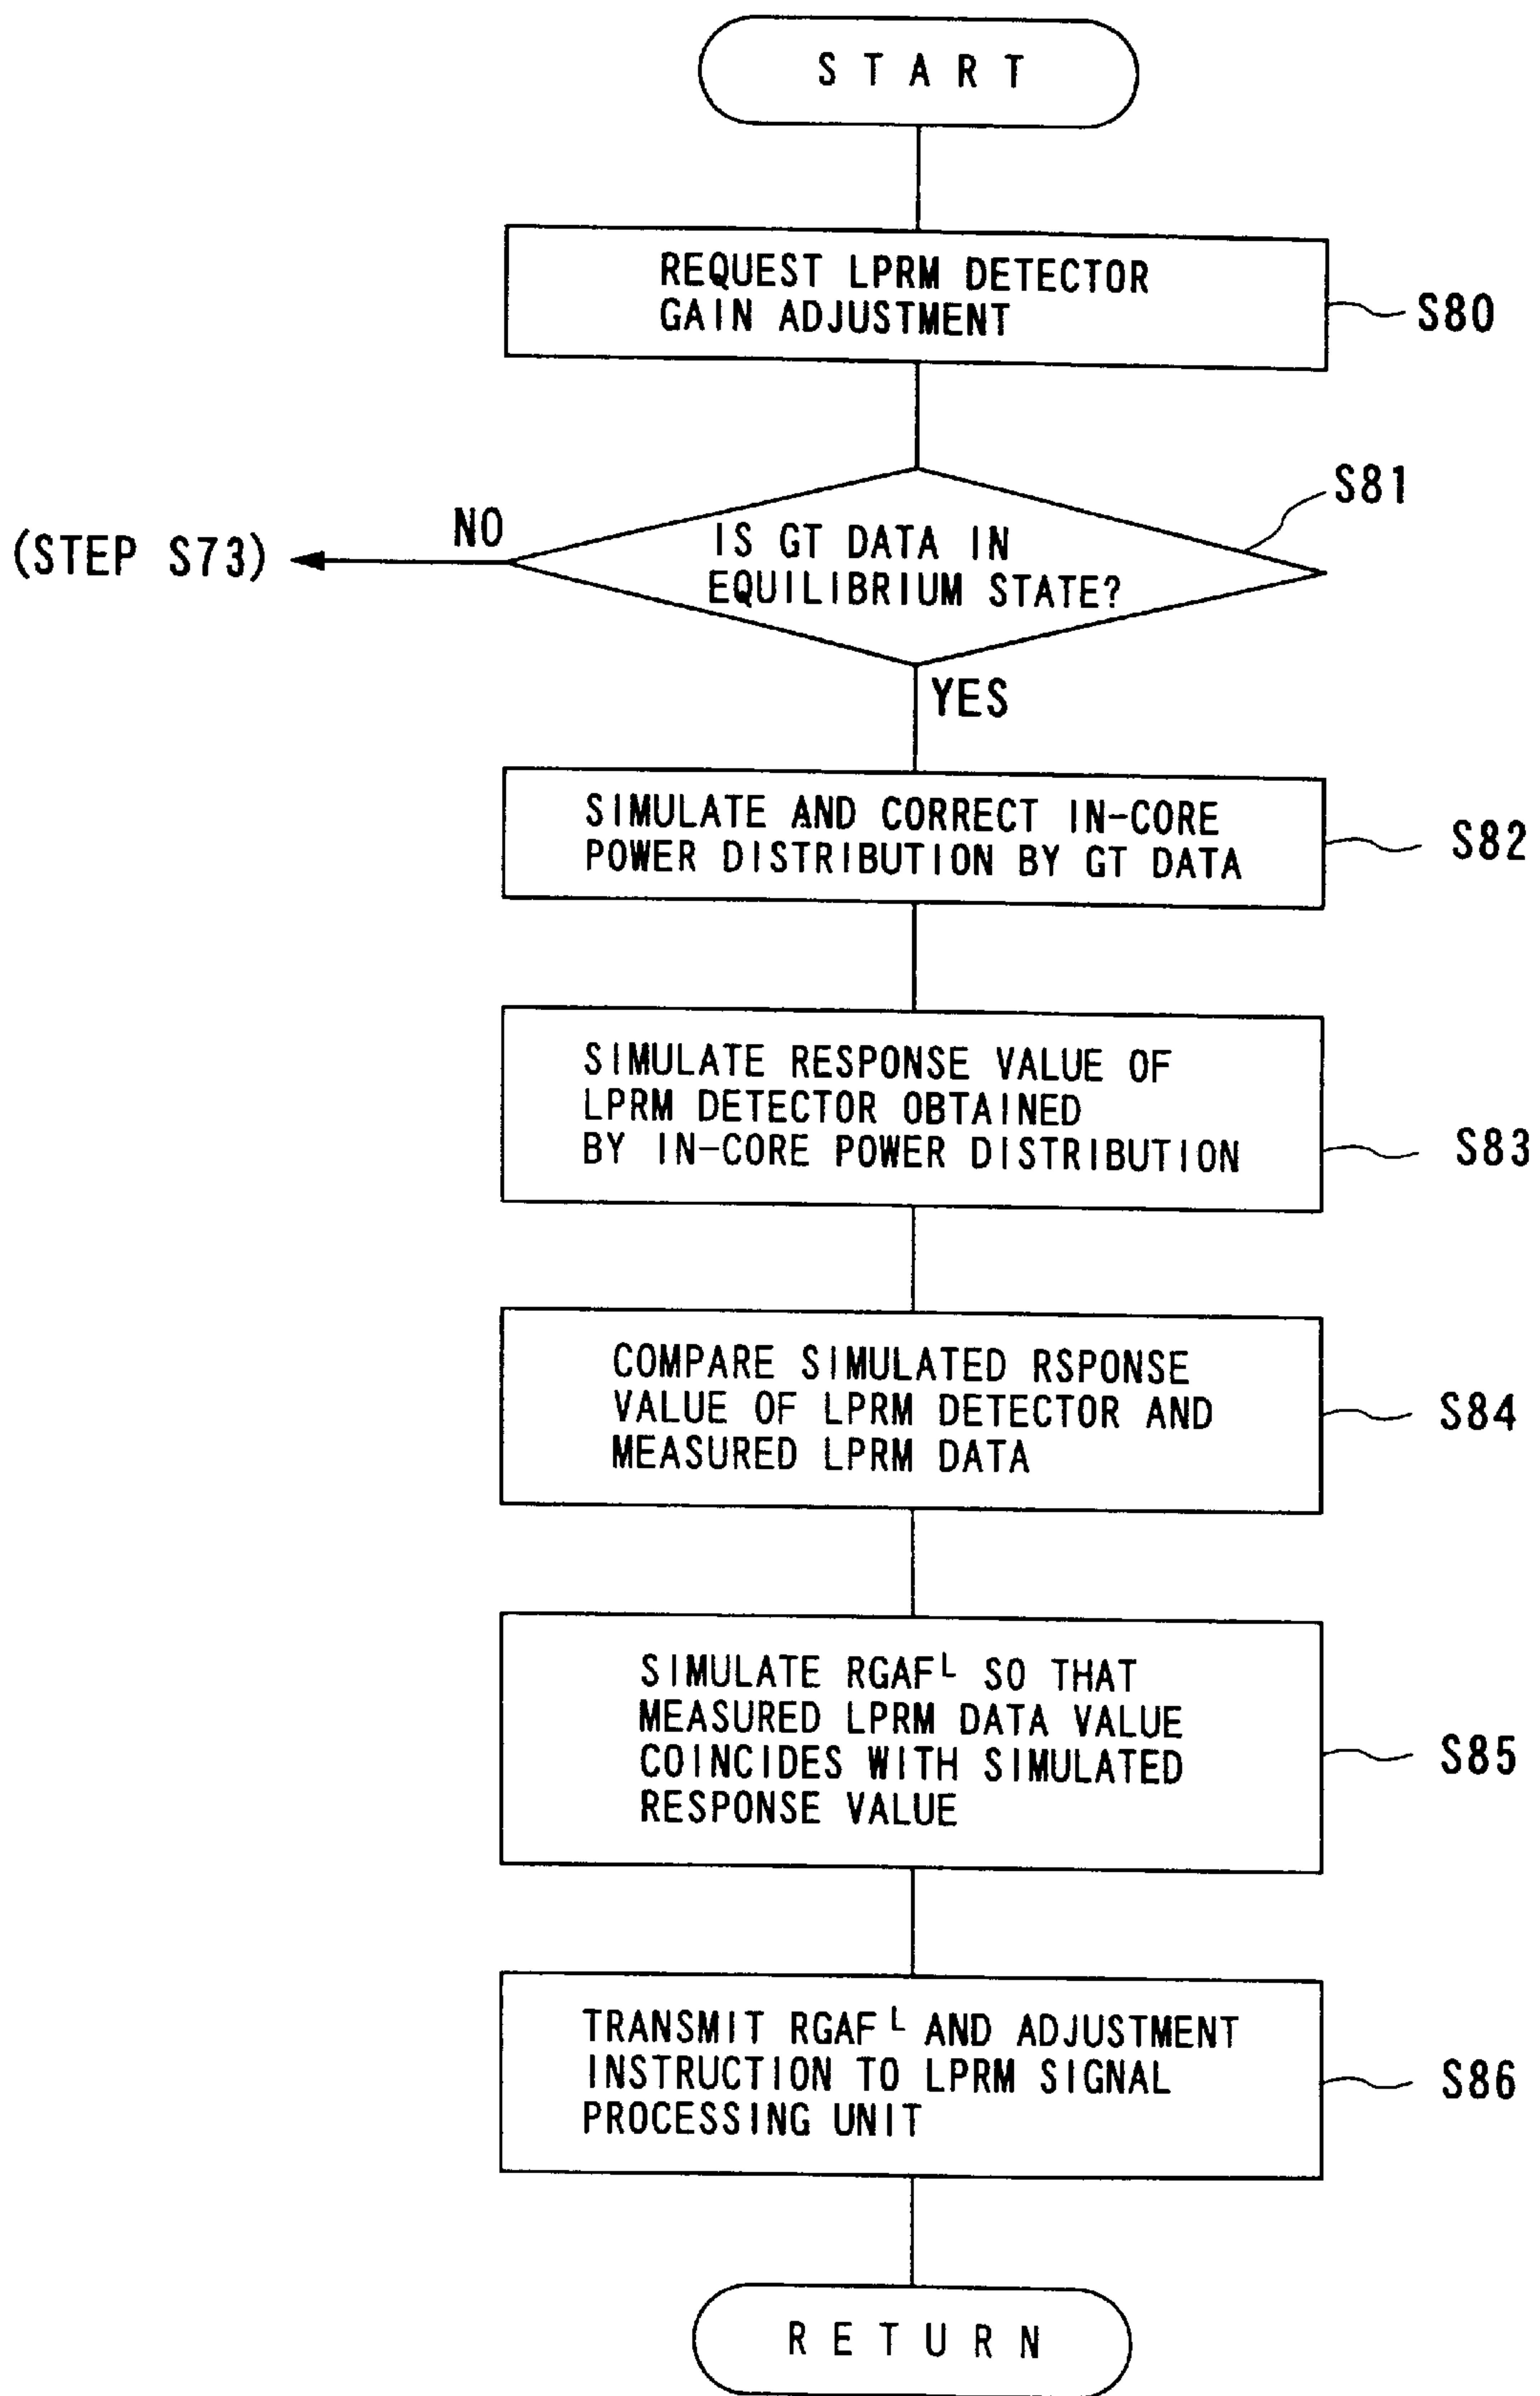 START
REQUEST LPRM DETECTOR
GAIN ADJUSTMENT
S80
S81
(STEP S73)
NO
IS GT DATA IN
EQUILIBRIUM STATE?
YES
SIMULATE AND CORRECT IN-CORE
POWER DISTRIBUTION BY GT DATA
S82
SIMULATE RESPONSE VALUE OF
LPRM DETECTOR OBTAINED
BY IN-CORE POWER DISTRIBUTION
S83
COMPARE SIMULATED RSPONSE
VALUE OF LPRM DETECTOR AND
MEASURED LPRM DATA
S84
SIMULATE RGAF^L SO THAT
MEASURED LPRM DATA VALUE
COINCIDES WITH SIMULATED
RESPONSE VALUE
S85
TRANSMIT RGAF^L AND ADJUSTMENT
INSTRUCTION TO LPRM SIGNAL
PROCESSING UNIT
S86
RETURN